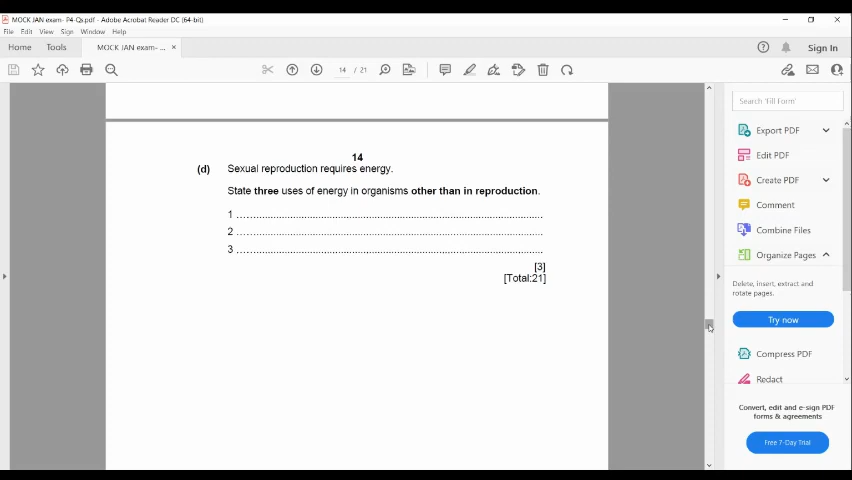 MOCK JAN exam- P4-Qs.pdf - Adobe Acrobat Reader DC (64-bit)
File Edit View Sign Window Help
Home Tools MOCK JAN exam- ... × Sign In
14 / 21
Search 'Fill Form'
Export PDF
Edit PDF
Create PDF
Comment
Combine Files
Organize Pages
Delete, insert, extract and
rotate pages.
Try now
Compress PDF
Redact
Convert, edit and e-sign PDF
forms & agreements
Free 7-Day Trial
14
(d) Sexual reproduction requires energy.
State three uses of energy in organisms other than in reproduction.
1 ..........................................................................................
2 ..........................................................................................
3 ..........................................................................................
[3]
[Total:21]